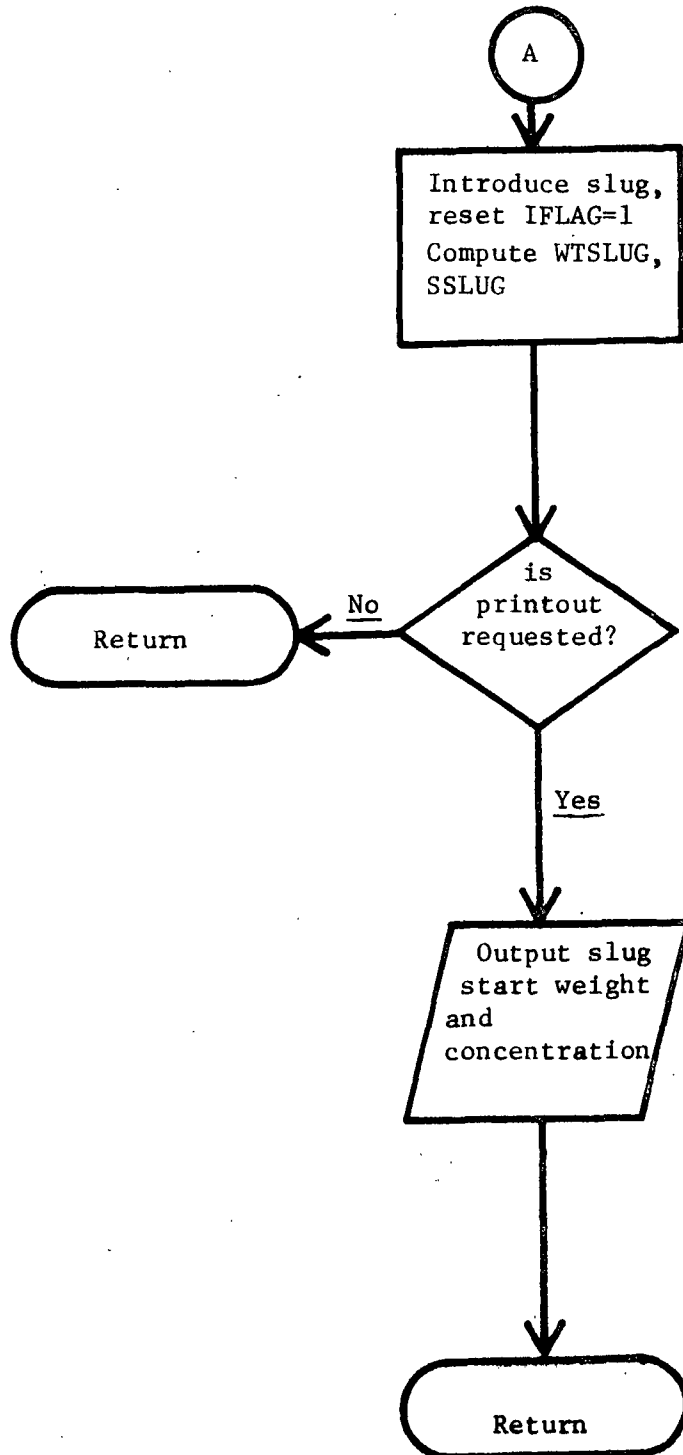 A
Introduce slug,
reset IFLAG=1
Compute WTSLUG,
SSLUG
is
printout
requested?
No
Return
Yes
Output slug
start weight
and
concentration
Return